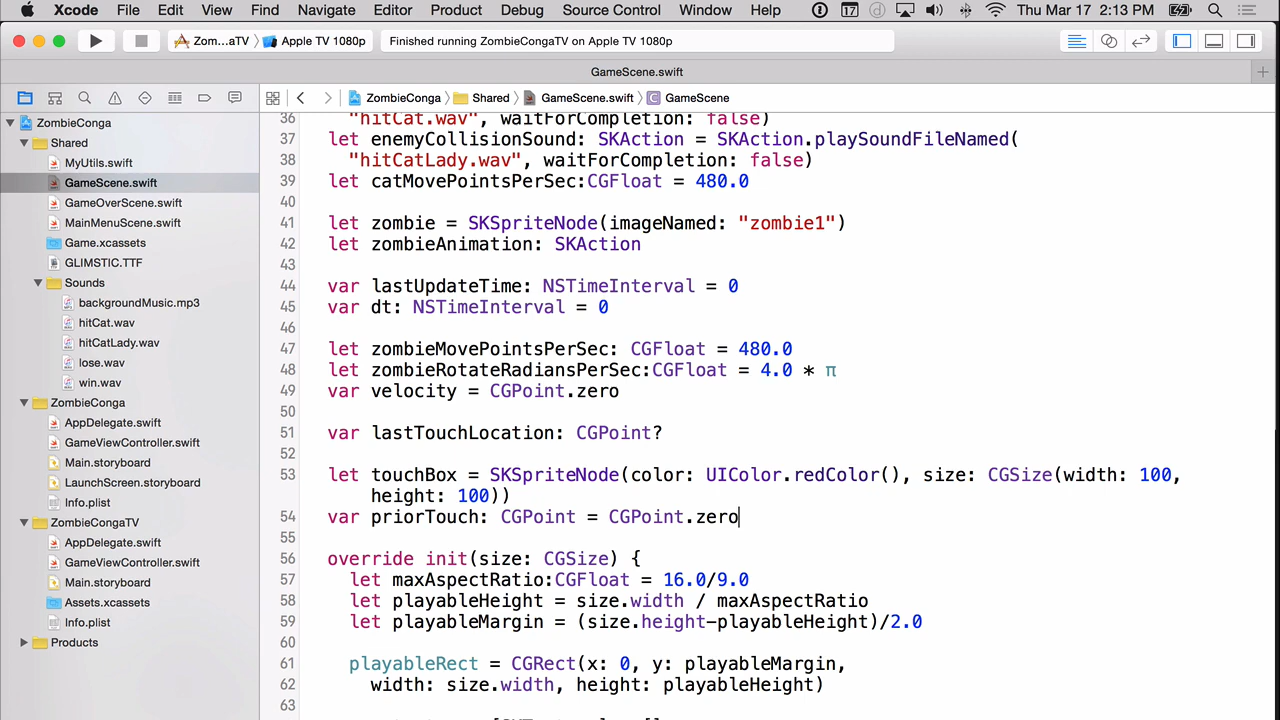 Xcode File Edit View Find Navigate Editor Product Debug Source Control Window Help 17 Thu Mar 17 2:13 PM
Zom...aTV Apple TV 1080p Finished running ZombieCongaTV on Apple TV 1080p
GameScene.swift
ZombieConga Shared GameScene.swift GameScene
ZombieConga
Shared
MyUtils.swift
GameScene.swift
GameOverScene.swift
MainMenuScene.swift
Game.xcassets
GLIMSTIC.TTF
Sounds
backgroundMusic.mp3
hitCat.wav
hitCatLady.wav
lose.wav
win.wav
ZombieConga
AppDelegate.swift
GameViewController.swift
Main.storyboard
LaunchScreen.storyboard
Info.plist
ZombieCongaTV
AppDelegate.swift
GameViewController.swift
Main.storyboard
Assets.xcassets
Info.plist
Products
36 "hitCat.wav", waitForCompletion: false)
37 let enemyCollisionSound: SKAction = SKAction.playSoundFileNamed(
38 "hitCatLady.wav", waitForCompletion: false)
39 let catMovePointsPerSec:CGFloat = 480.0
40
41 let zombie = SKSpriteNode(imageNamed: "zombie1")
42 let zombieAnimation: SKAction
43
44 var lastUpdateTime: NSTimeInterval = 0
45 var dt: NSTimeInterval = 0
46
47 let zombieMovePointsPerSec: CGFloat = 480.0
48 let zombieRotateRadiansPerSec:CGFloat = 4.0 * π
49 var velocity = CGPoint.zero
50
51 var lastTouchLocation: CGPoint?
52
53 let touchBox = SKSpriteNode(color: UIColor.redColor(), size: CGSize(width: 100,
height: 100))
54 var priorTouch: CGPoint = CGPoint.zero
55
56 override init(size: CGSize) {
57 let maxAspectRatio:CGFloat = 16.0/9.0
58 let playableHeight = size.width / maxAspectRatio
59 let playableMargin = (size.height-playableHeight)/2.0
60
61 playableRect = CGRect(x: 0, y: playableMargin,
62 width: size.width, height: playableHeight)
63